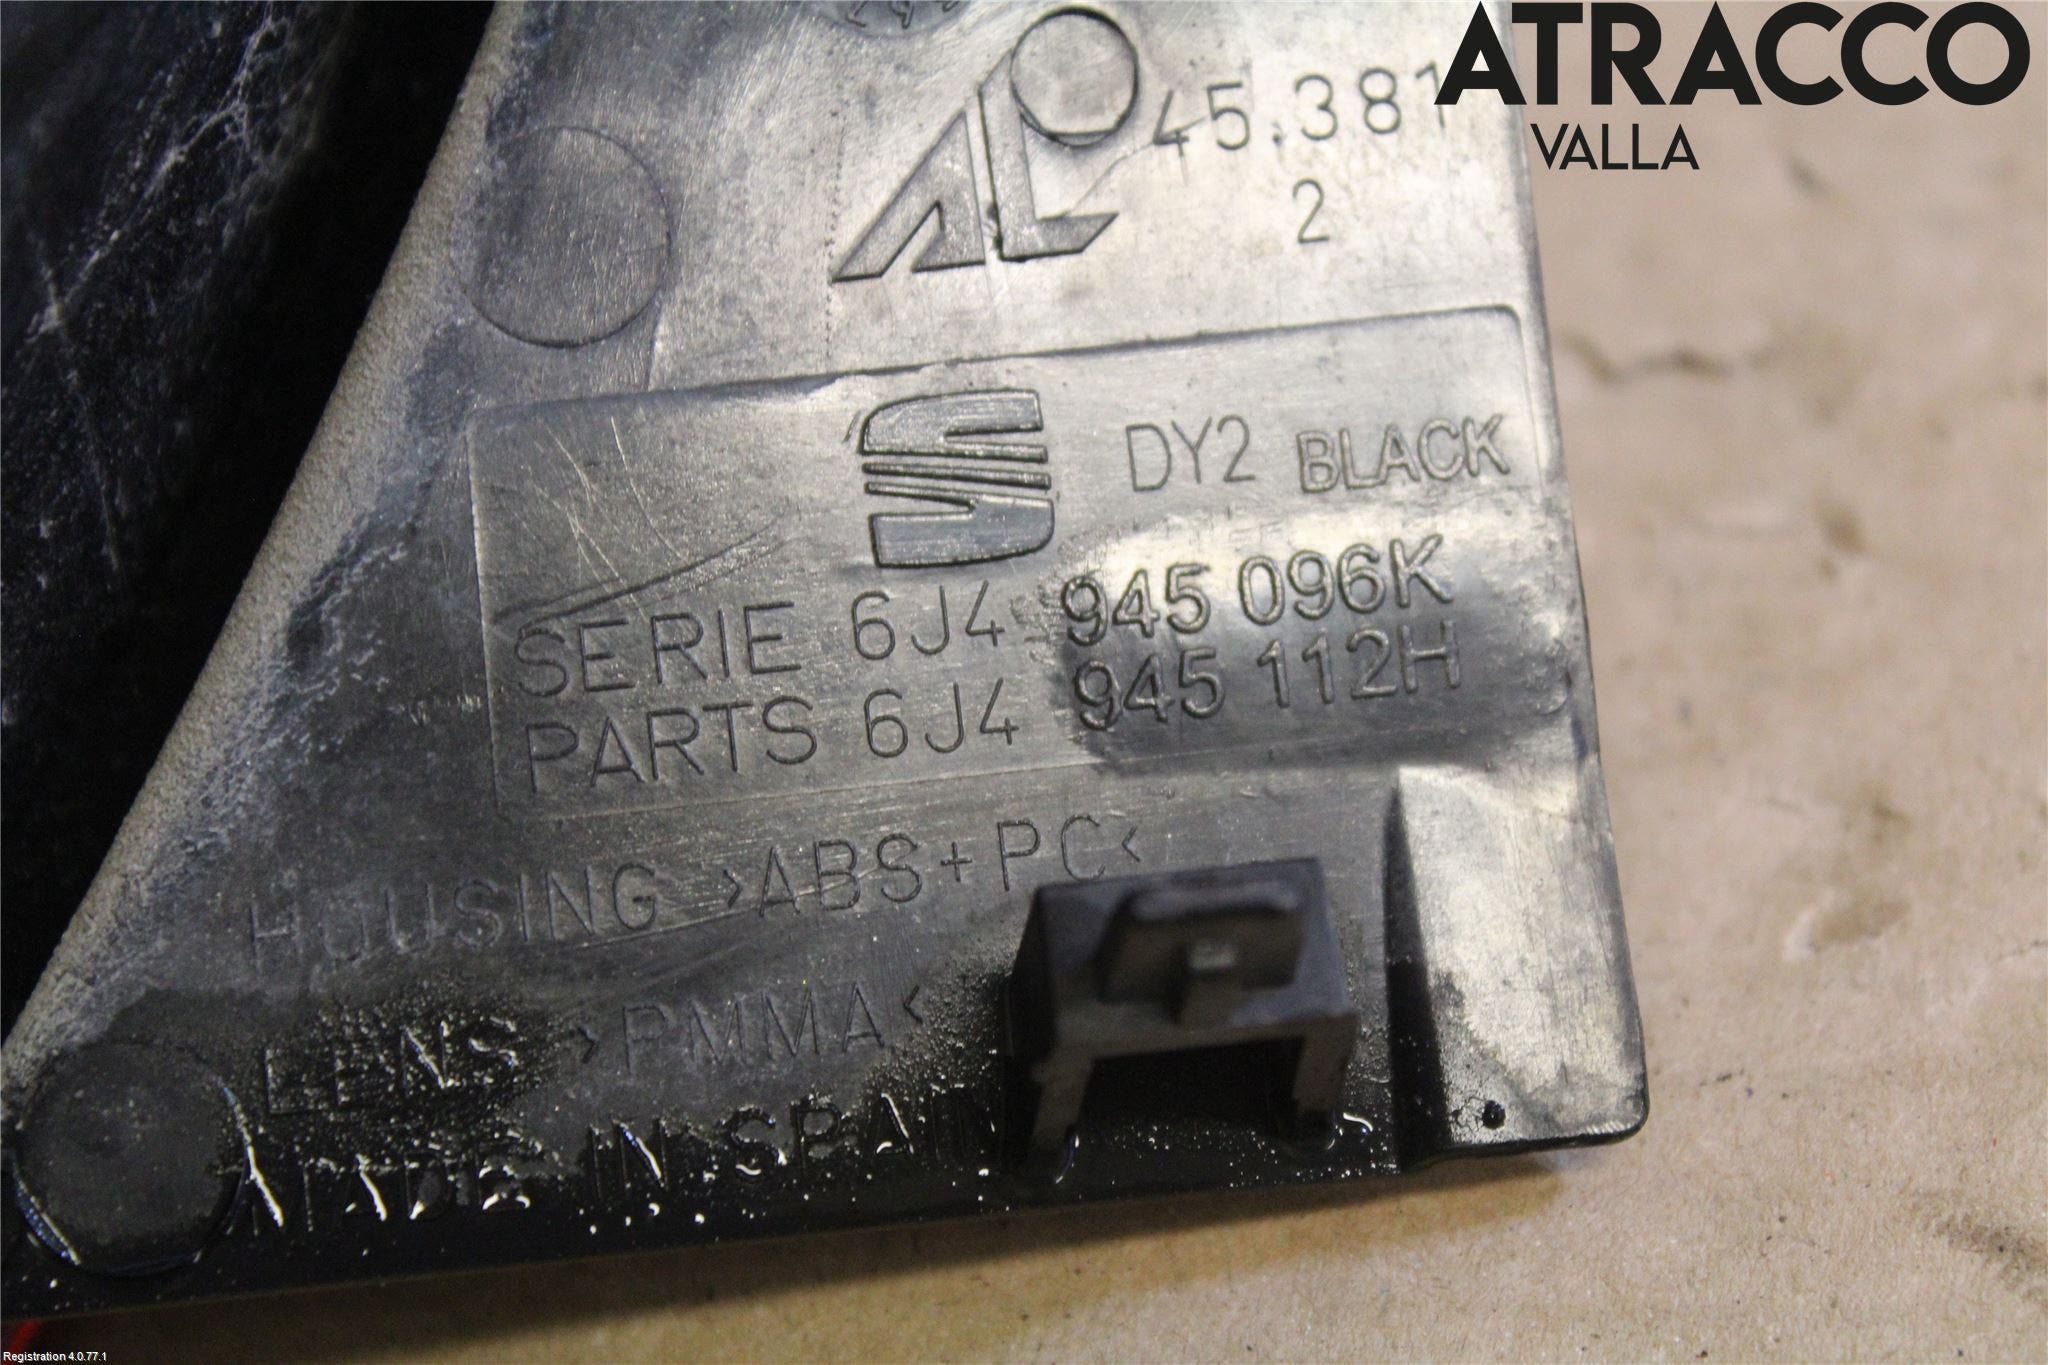 ATRACCO
VALLA
45.381
2
DY2 BLACK
SERIE 6J4 945 096K
PARTS 6J4 945 112H
HOUSING >ABS+PC<
LENS >PMMA<
MADE IN SPAIN
Registration 4.0.77.1